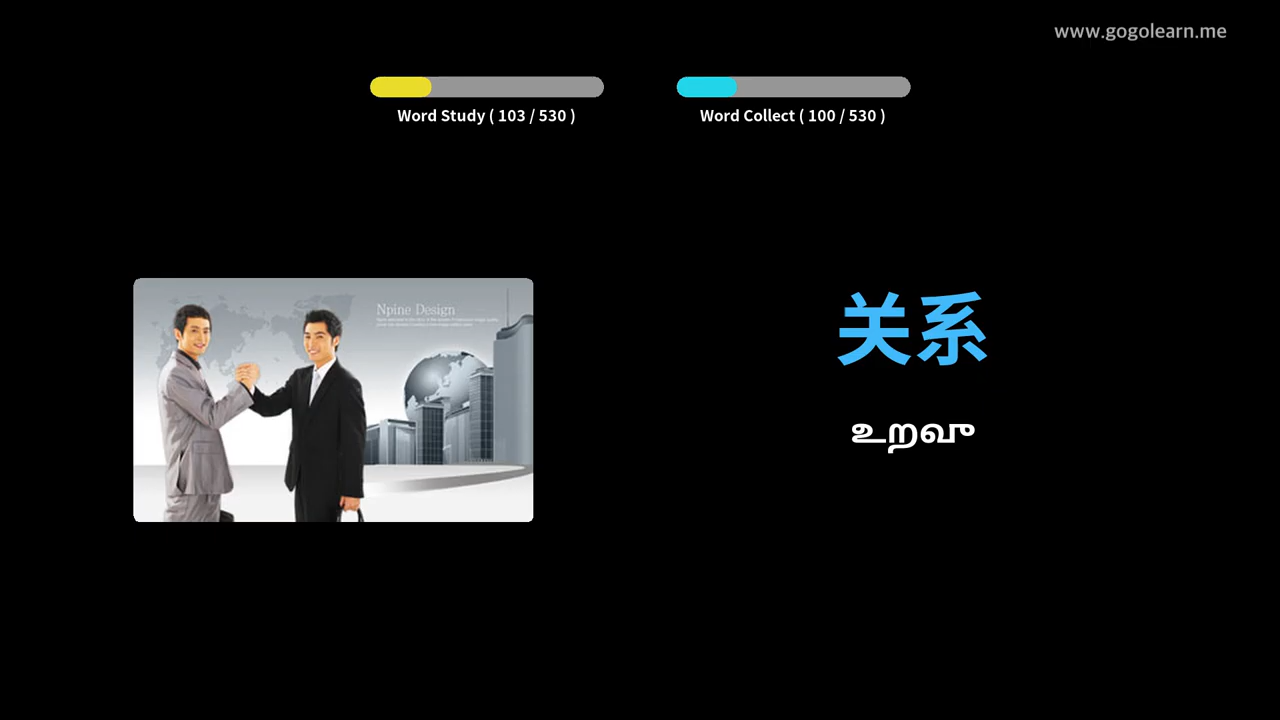 www.gogolearn.me
Word Study ( 103 / 530 )
Word Collect ( 100 / 530 )
Npine Design
关系
உறவு